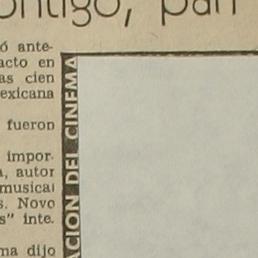 ontigo, pan
ó ante-
acto en
as cien
exicana
fueron
impor-
a, autor
musical
s. Novo
s" inte.
ma dijo
ACION DEL CINEMA